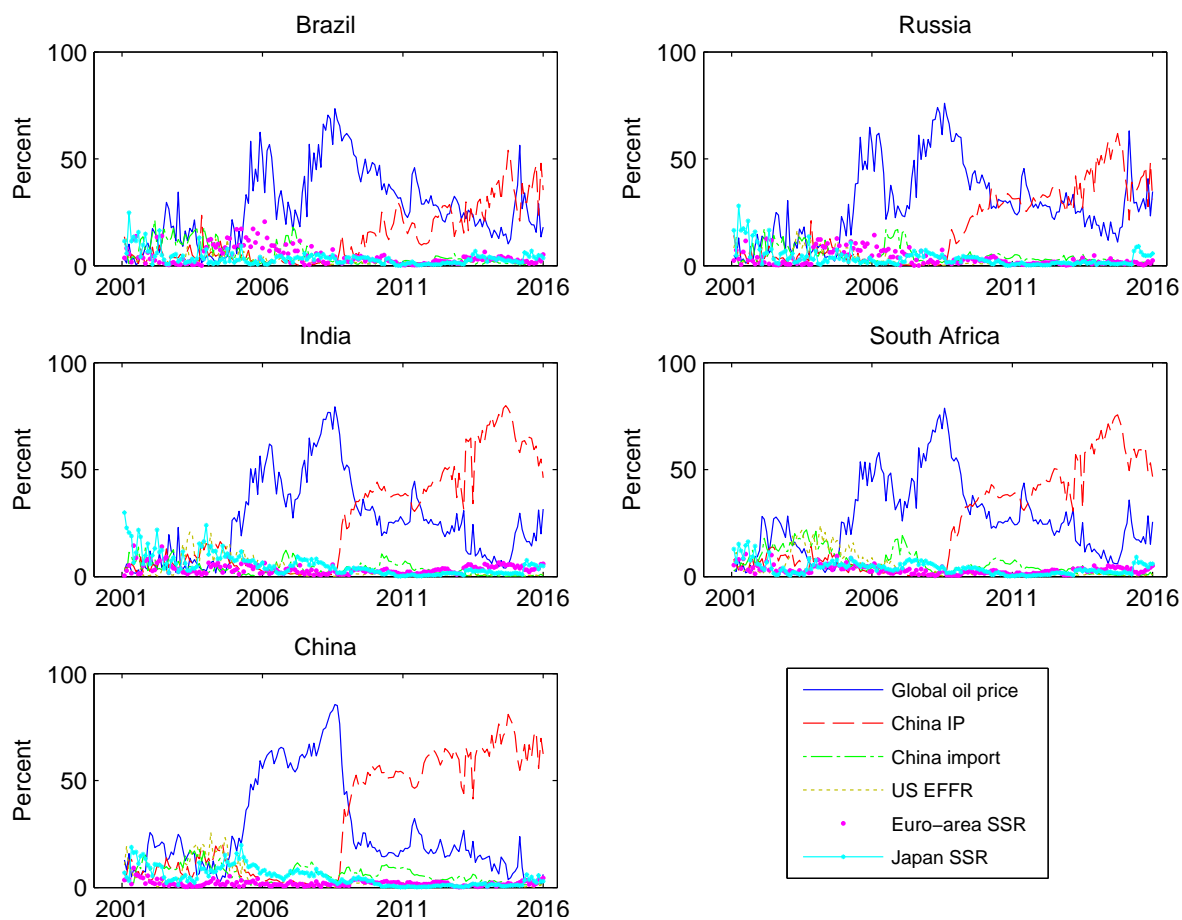 Brazil
100
50
0
Percent
2001 2006 2011 2016
Russia
100
50
0
Percent
2001 2006 2011 2016
India
100
50
0
Percent
2001 2006 2011 2016
South Africa
100
50
0
Percent
2001 2006 2011 2016
China
100
50
0
Percent
2001 2006 2011 2016
Global oil price
China IP
China import
US EFFR
Euro−area SSR
Japan SSR